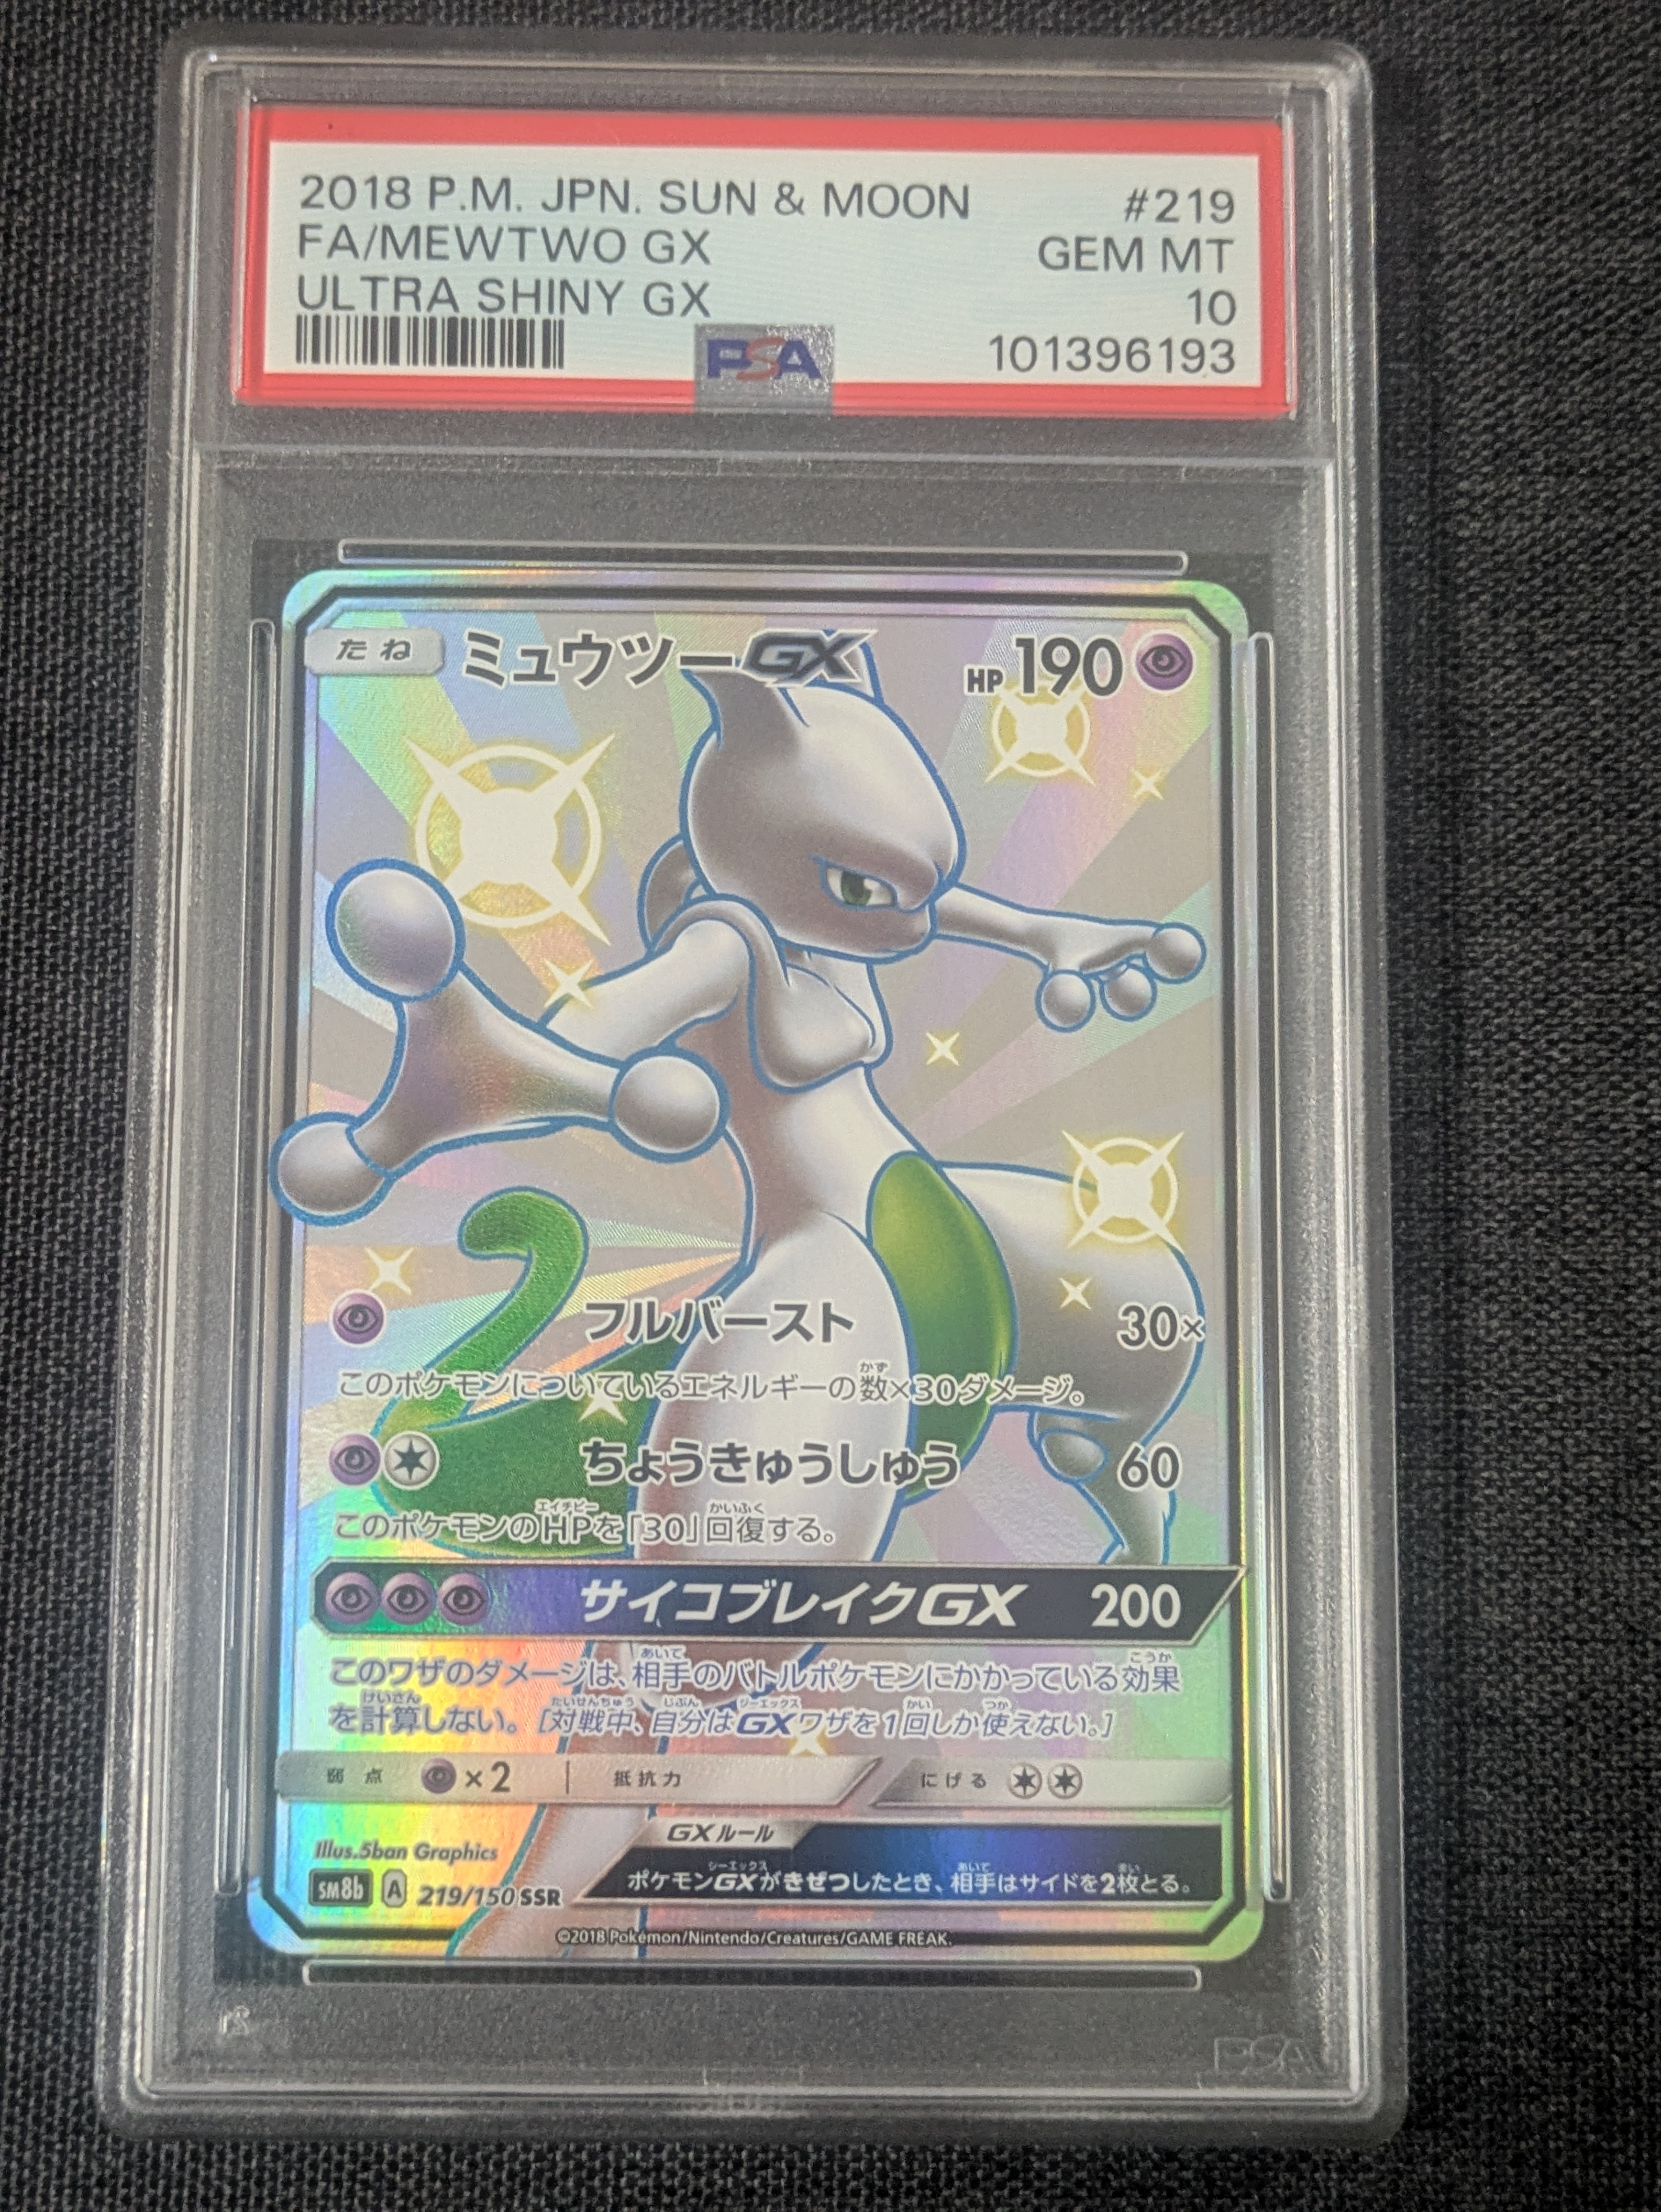 2018 P.M. JPN. SUN & MOON #219
FA/MEWTWO GX GEM MT
ULTRA SHINY GX 10
PSA 101396193
たね ミュウツーGX HP 190
フルバースト 30×
このポケモンについているエネルギーの数×30ダメージ。
ちょうきゅうしゅう 60
このポケモンのHPを「30」回復する。
サイコブレイクGX 200
このワザのダメージは、相手のバトルポケモンにかかっている効果
を計算しない。［対戦中、自分はGXワザを1回しか使えない。］
弱点 ×2 抵抗力 にげる
GXルール
Illus.5ban Graphics
ポケモンGXがきぜつしたとき、相手はサイドを2枚とる。
SM8b A 219/150 SSR
©2018 Pokémon/Nintendo/Creatures/GAME FREAK.
PSA